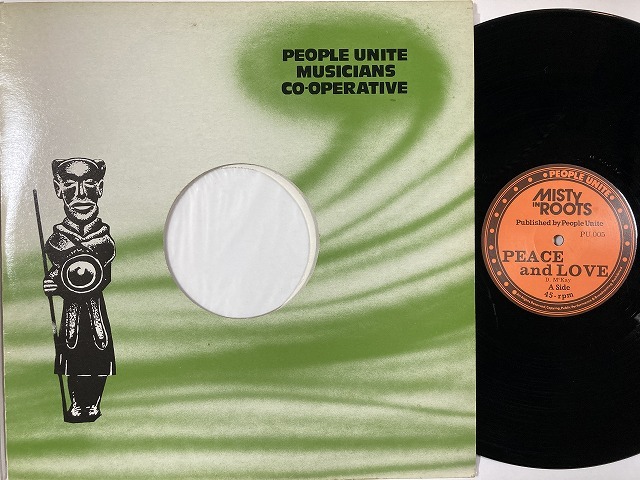 PEOPLE UNITE
MUSICIANS
CO-OPERATIVE
PEOPLE UNITE
MISTY
IN ROOTS
Published by People Unite
PU.005
PEACE
and LOVE
D. McKay
A Side
45-rpm